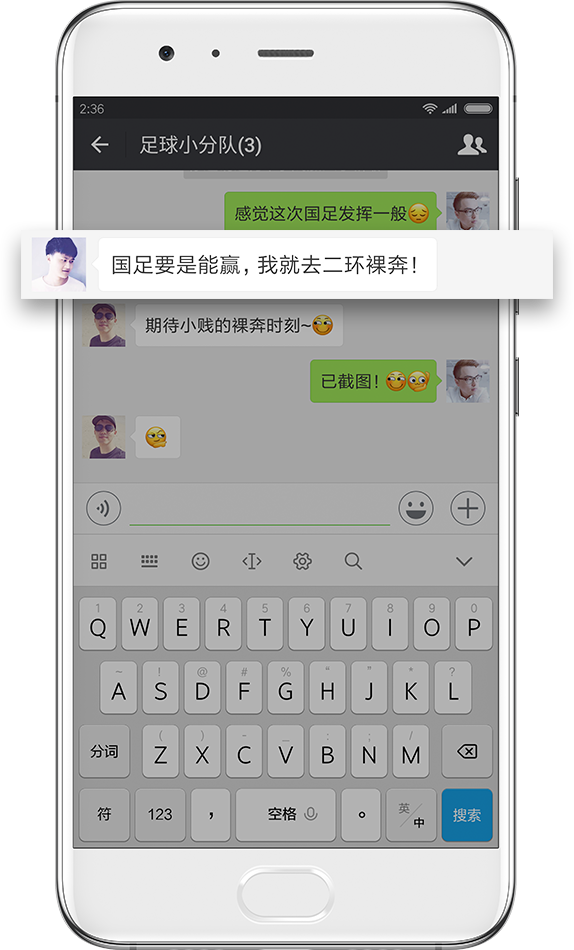 2:36
足球小分队(3)
感觉这次国足发挥一般😔
国足要是能赢，我就去二环裸奔！
期待小贱的裸奔时刻~
已截图！
1 2 3 4 5 6 7 8 9 0
Q W E R T Y U I O P
~ ! @ # % “ ” * ?
A S D F G H J K L
分词
( ) - _ : ; /
Z X C V B N M
符 123 ， 空格 。 英/中 搜索